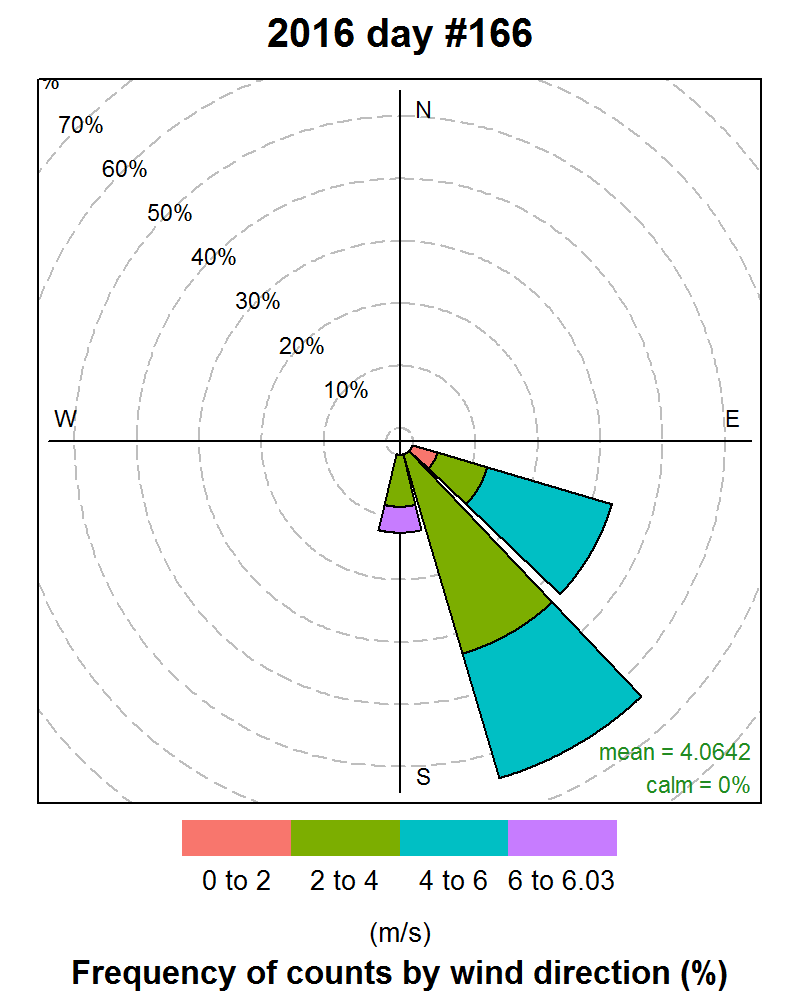 2016 day #166
%
70%
60%
50%
40%
30%
20%
10%
N
W
E
S
mean = 4.0642
calm = 0%
0 to 2 2 to 4 4 to 6 6 to 6.03
(m/s)
Frequency of counts by wind direction (%)